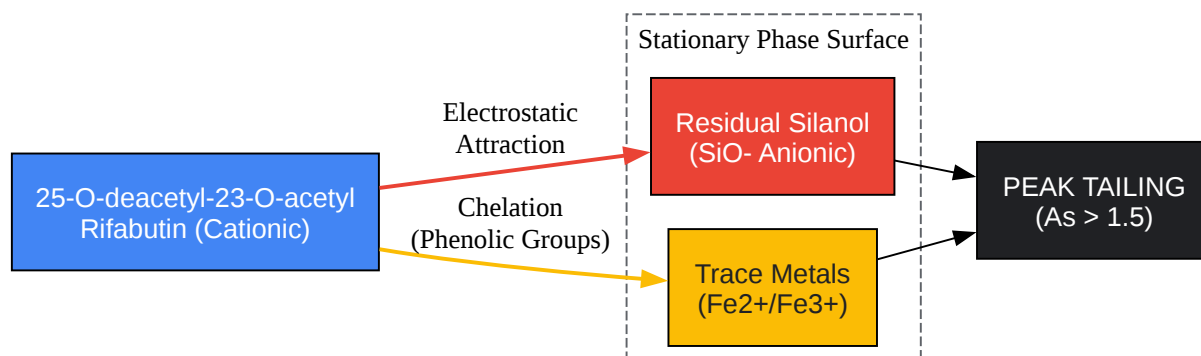 Stationary Phase Surface
Electrostatic
Attraction
Residual Silanol
(SiO- Anionic)
25-O-deacetyl-23-O-acetyl
Rifabutin (Cationic)
PEAK TAILING
(As > 1.5)
Chelation
(Phenolic Groups)
Trace Metals
(Fe2+/Fe3+)